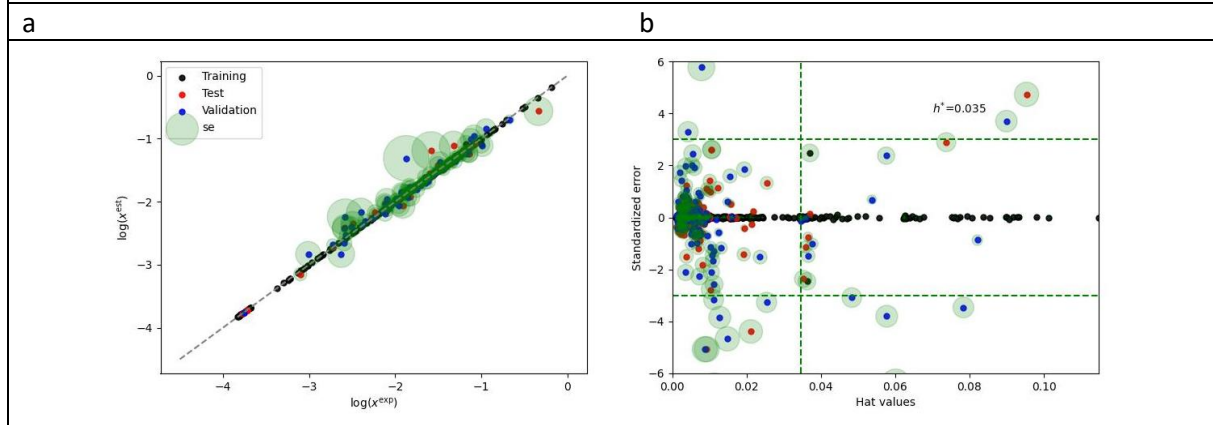 a
b
0
−1
−2
−3
−4
log(x^est)
Training
Test
Validation
se
−4
−3
−2
−1
0
log(x^exp)
6
4
2
0
−2
−4
−6
Standardized error
h*=0.035
0.00
0.02
0.04
0.06
0.08
0.10
Hat values